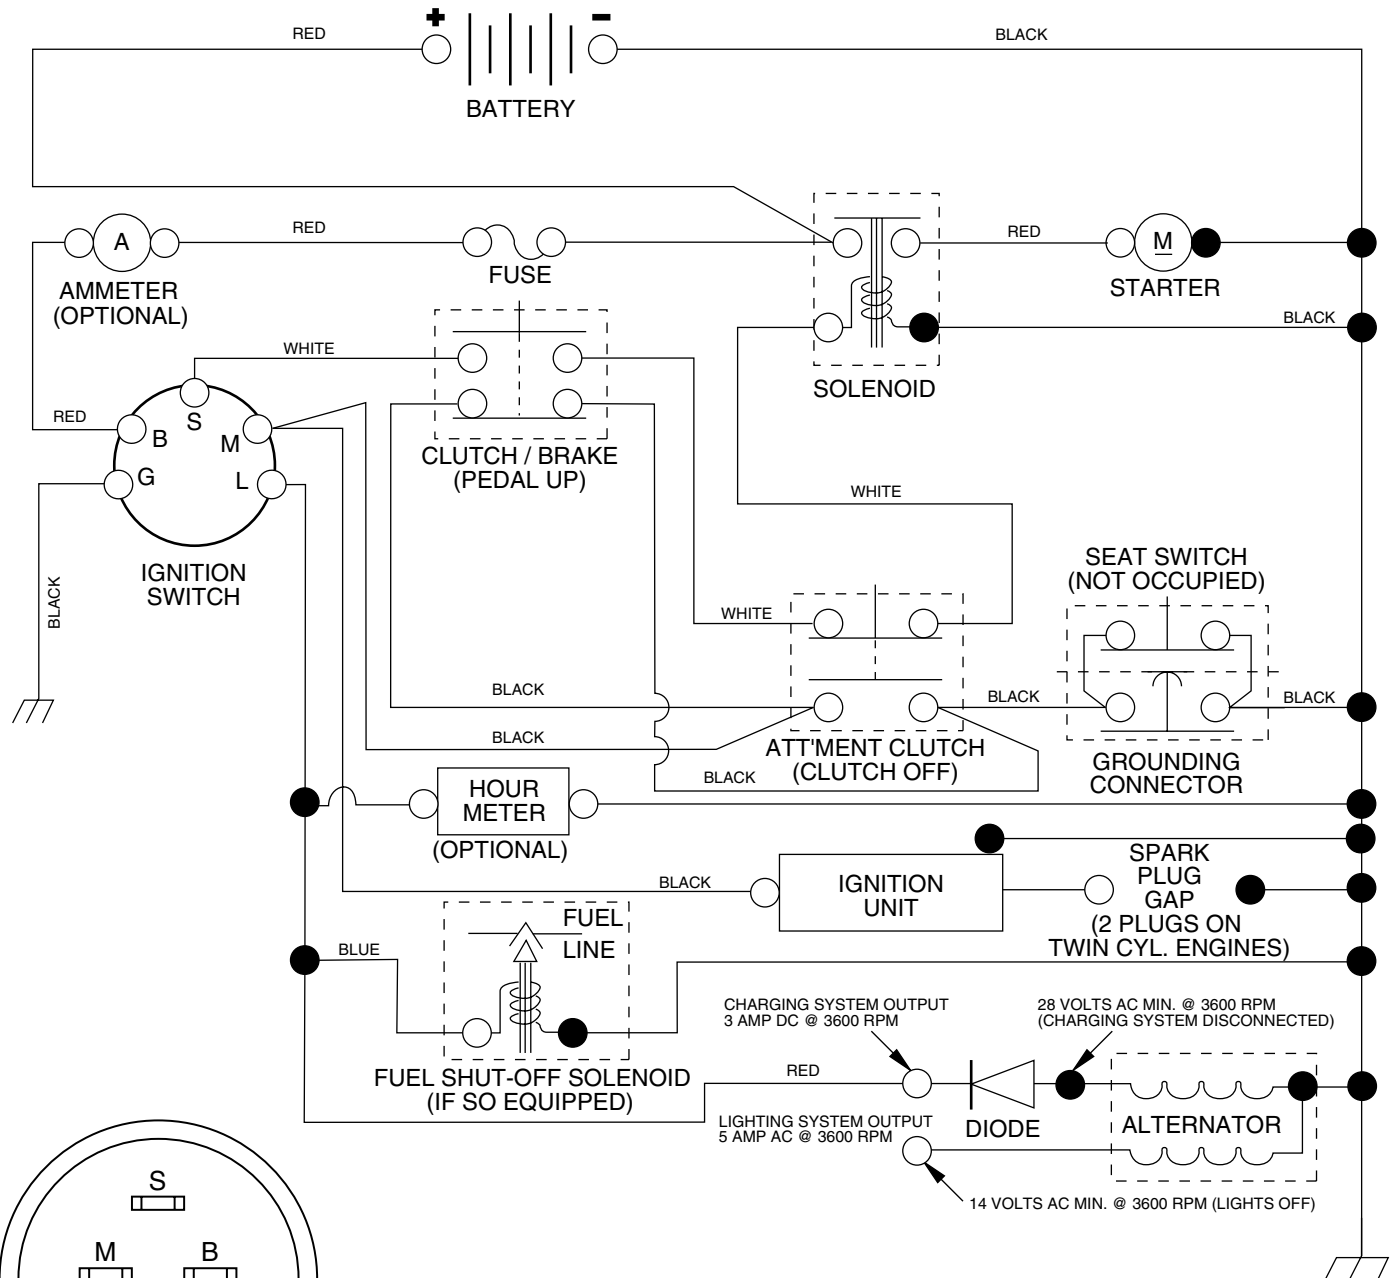 +
–
RED
BLACK
BATTERY
A
RED
FUSE
RED
M
STARTER
AMMETER
(OPTIONAL)
BLACK
WHITE
SOLENOID
RED
S
B
M
G
L
CLUTCH / BRAKE
(PEDAL UP)
WHITE
IGNITION
SWITCH
BLACK
SEAT SWITCH
(NOT OCCUPIED)
WHITE
BLACK
BLACK
BLACK
BLACK
ATT'MENT CLUTCH
(CLUTCH OFF)
GROUNDING
CONNECTOR
BLACK
HOUR
METER
(OPTIONAL)
BLACK
IGNITION
UNIT
SPARK
PLUG
GAP
(2 PLUGS ON
TWIN CYL. ENGINES)
FUEL
LINE
BLUE
CHARGING SYSTEM OUTPUT
3 AMP DC @ 3600 RPM
28 VOLTS AC MIN. @ 3600 RPM
(CHARGING SYSTEM DISCONNECTED)
FUEL SHUT-OFF SOLENOID
(IF SO EQUIPPED)
RED
LIGHTING SYSTEM OUTPUT
5 AMP AC @ 3600 RPM
DIODE
ALTERNATOR
14 VOLTS AC MIN. @ 3600 RPM (LIGHTS OFF)
S
M
B